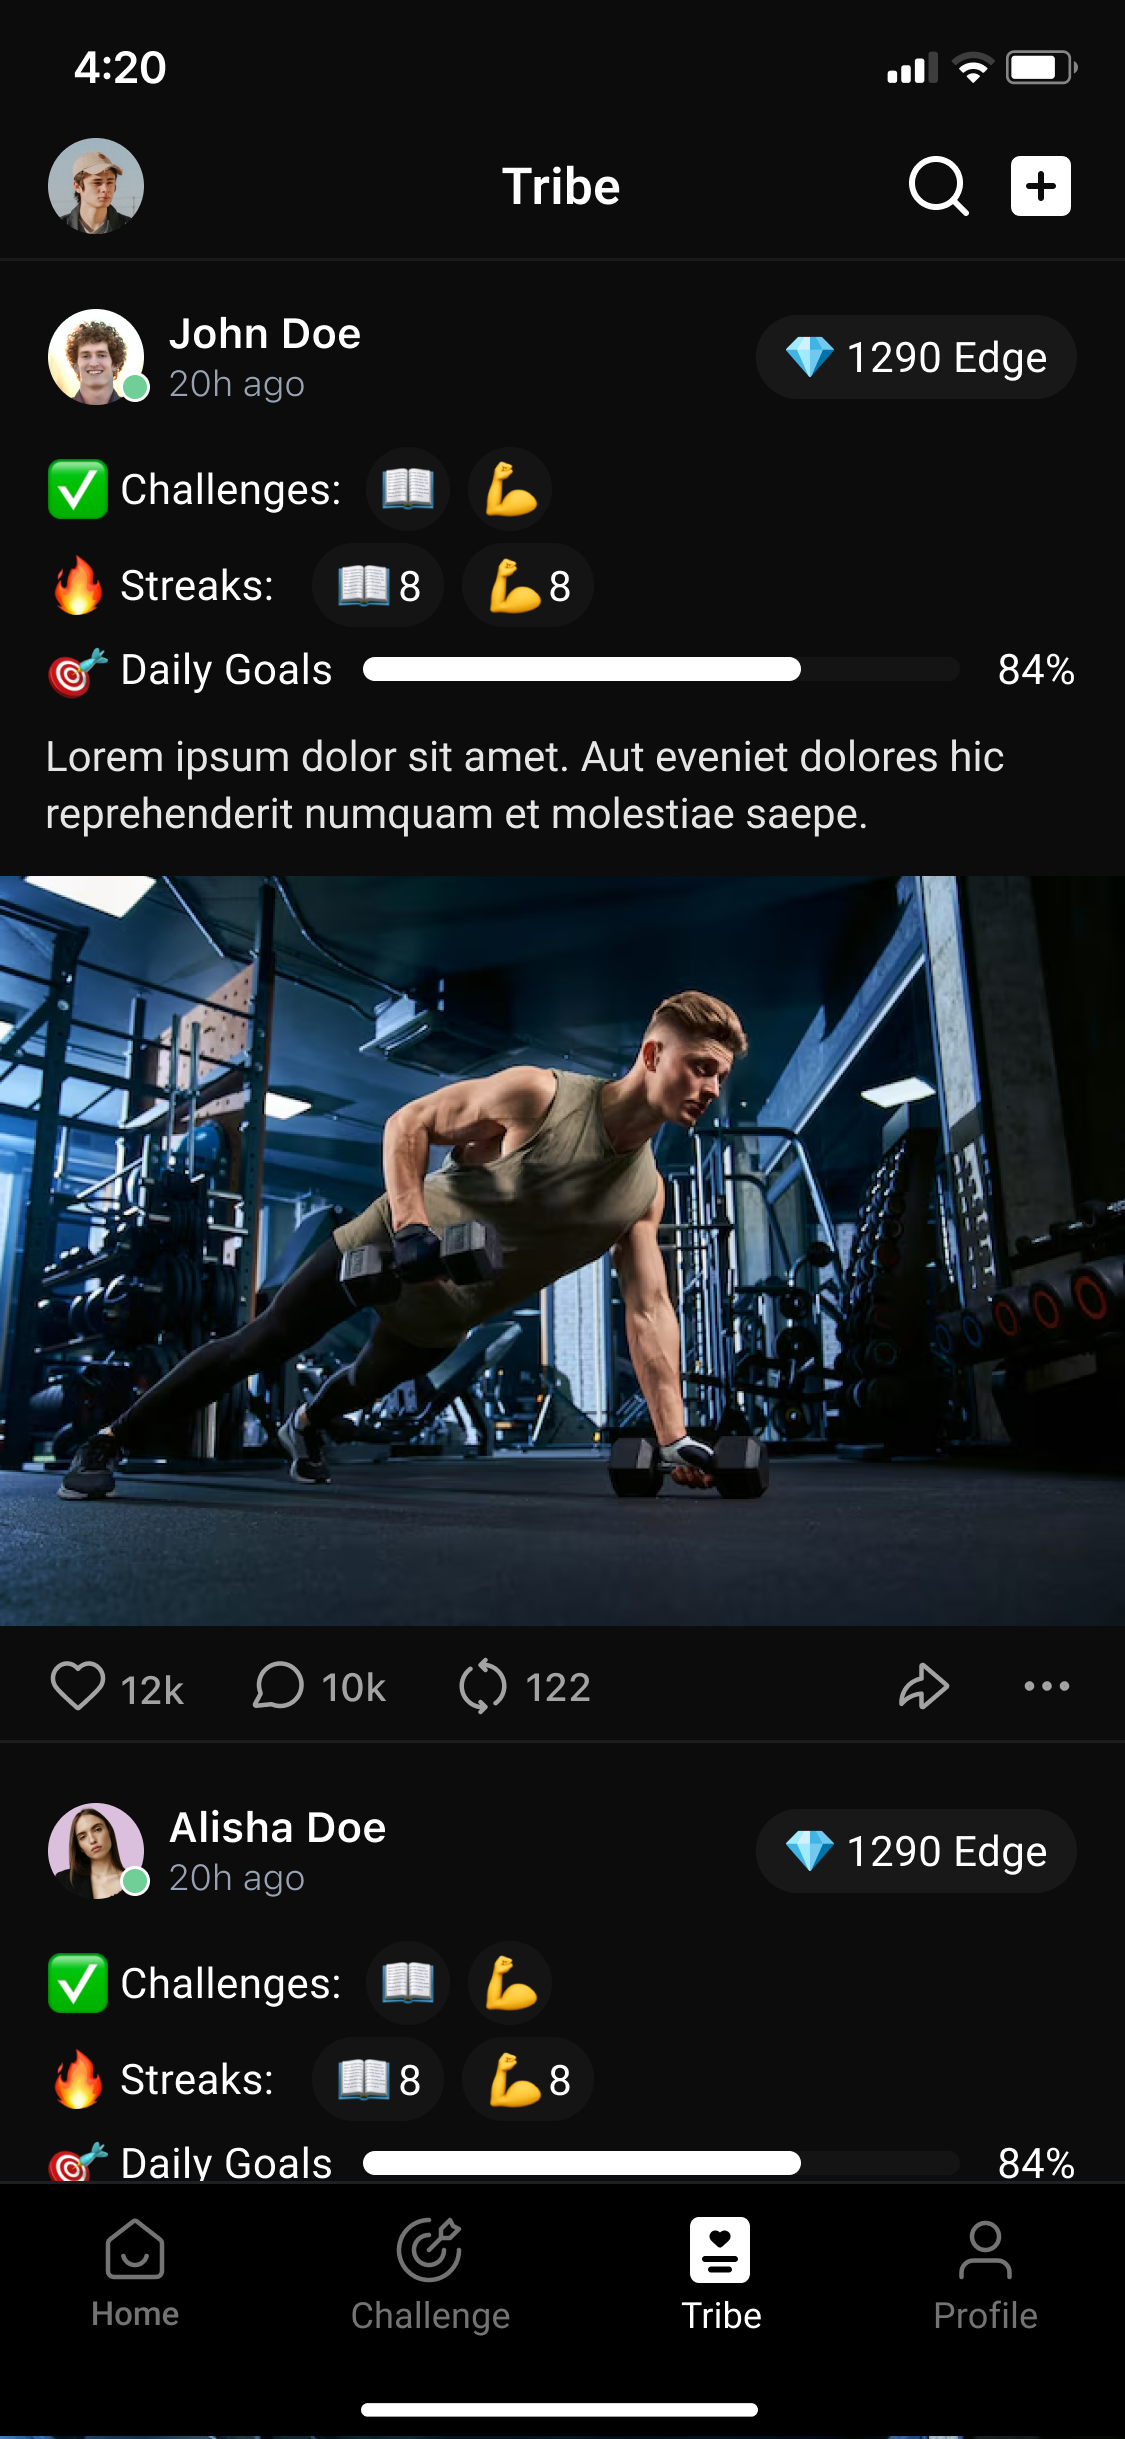 4:20
Tribe
John Doe
20h ago
1290 Edge
Challenges:
Streaks: 8 8
Daily Goals 84%
Lorem ipsum dolor sit amet. Aut eveniet dolores hic
reprehenderit numquam et molestiae saepe.
12k 10k 122
Alisha Doe
20h ago
1290 Edge
Challenges:
Streaks: 8 8
Daily Goals 84%
Home Challenge Tribe Profile